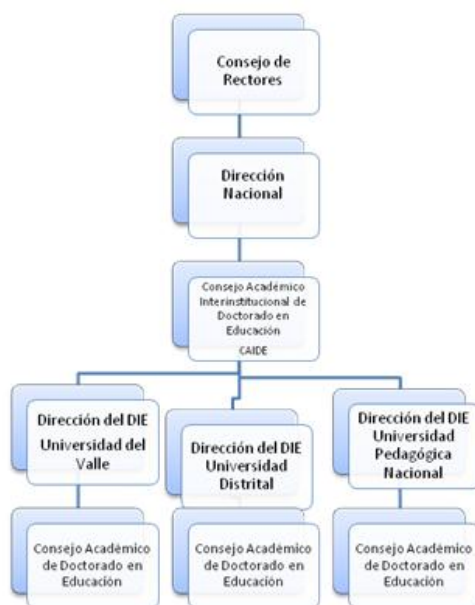 Consejo de
Rectores
Dirección
Nacional
Consejo Académico
Interinstitucional de
Doctorado en
Educación
CAIDE
Dirección del DIE
Universidad del
Valle
Dirección del DIE
Universidad
Distrital
Dirección del DIE
Universidad
Pedagógica
Nacional
Consejo Académico
de Doctorado en
Educación
Consejo Académico
de Doctorado en
Educación
Consejo Académico
de Doctorado en
Educación